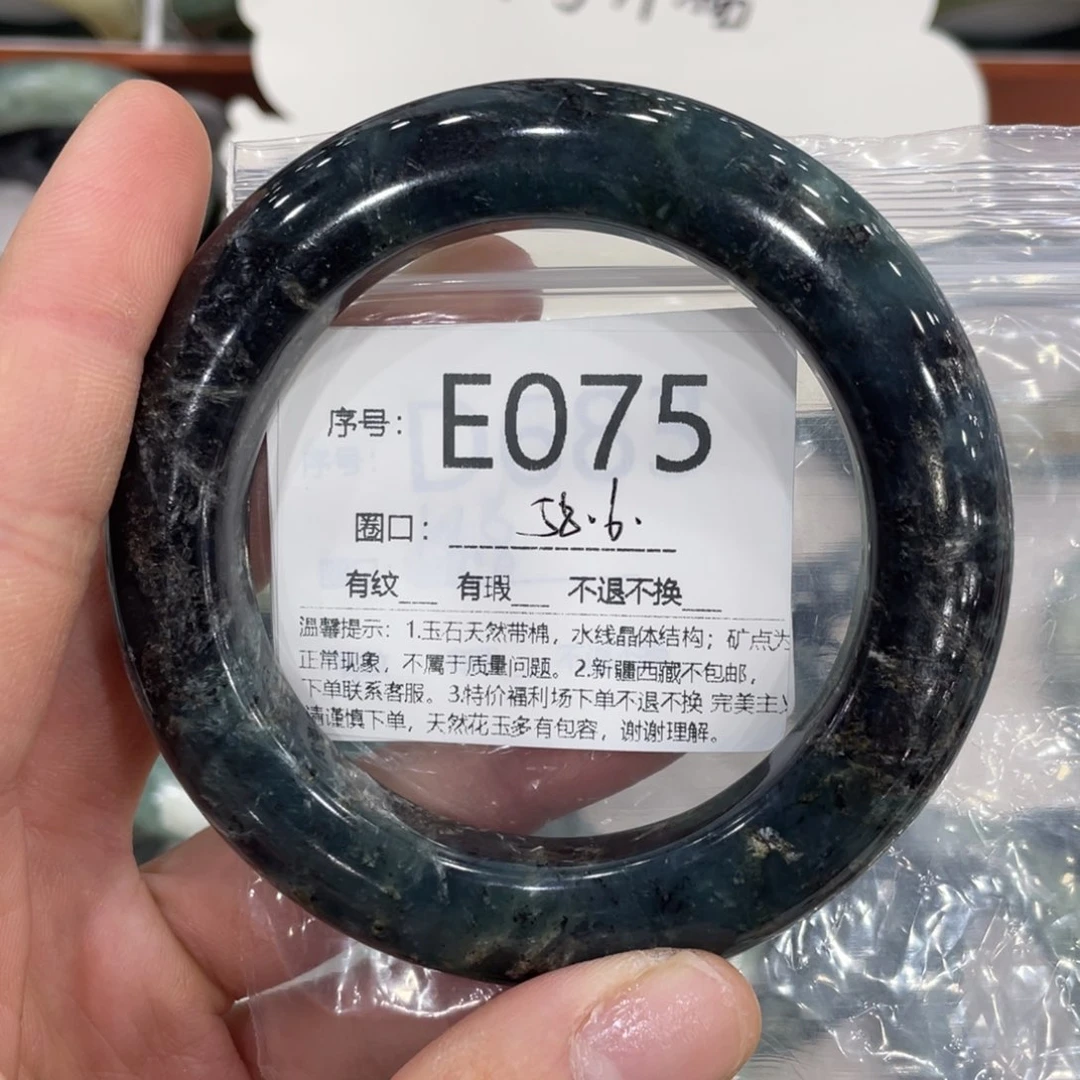 序号: E075
圈口: 58.6.
有纹 有瑕 不退不换
温馨提示: 1.玉石天然带棉, 水线晶体结构; 矿点为
正常现象, 不属于质量问题。2.新疆西藏不包邮,
下单联系客服。3.特价福利场下单不退不换 完美主义
请谨慎下单, 天然花玉多有包容, 谢谢理解。